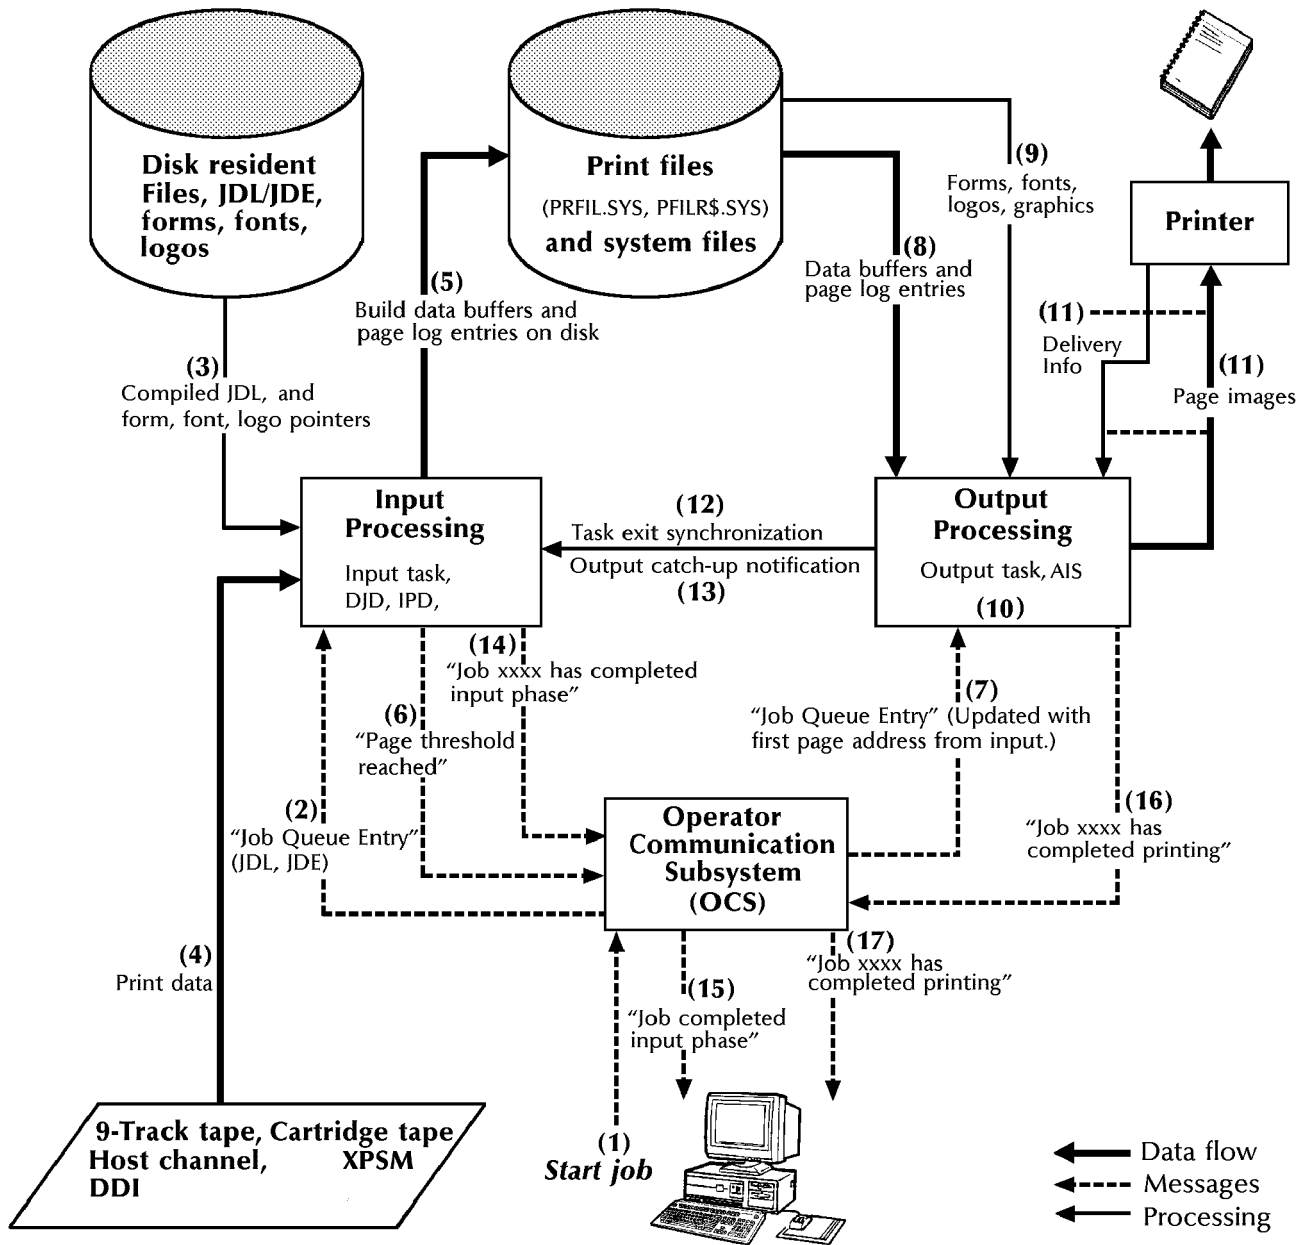 Disk resident
Files, JDL/JDE,
forms, fonts,
logos
Print files
(PRFIL.SYS, PFILR$.SYS)
and system files
(9)
Forms, fonts,
logos, graphics
Printer
(8)
Data buffers and
page log entries
(5)
Build data buffers and
page log entries on disk
(11)
Delivery
Info
(11)
Page images
(3)
Compiled JDL, and
form, font, logo pointers
Input
Processing
Input task,
DJD, IPD,
(12)
Task exit synchronization
Output catch-up notification
(13)
Output
Processing
Output task, AIS
(10)
(14)
“Job xxxx has completed
input phase”
(6)
“Page threshold
reached”
(7)
“Job Queue Entry” (Updated with
first page address from input.)
(2)
“Job Queue Entry”
(JDL, JDE)
Operator
Communication
Subsystem
(OCS)
(16)
“Job xxxx has
completed printing”
(4)
Print data
(17)
“Job xxxx has
completed printing”
(15)
“Job completed
input phase”
(1)
Start job
9-Track tape, Cartridge tape
Host channel, XPSM
DDI
Data flow
Messages
Processing